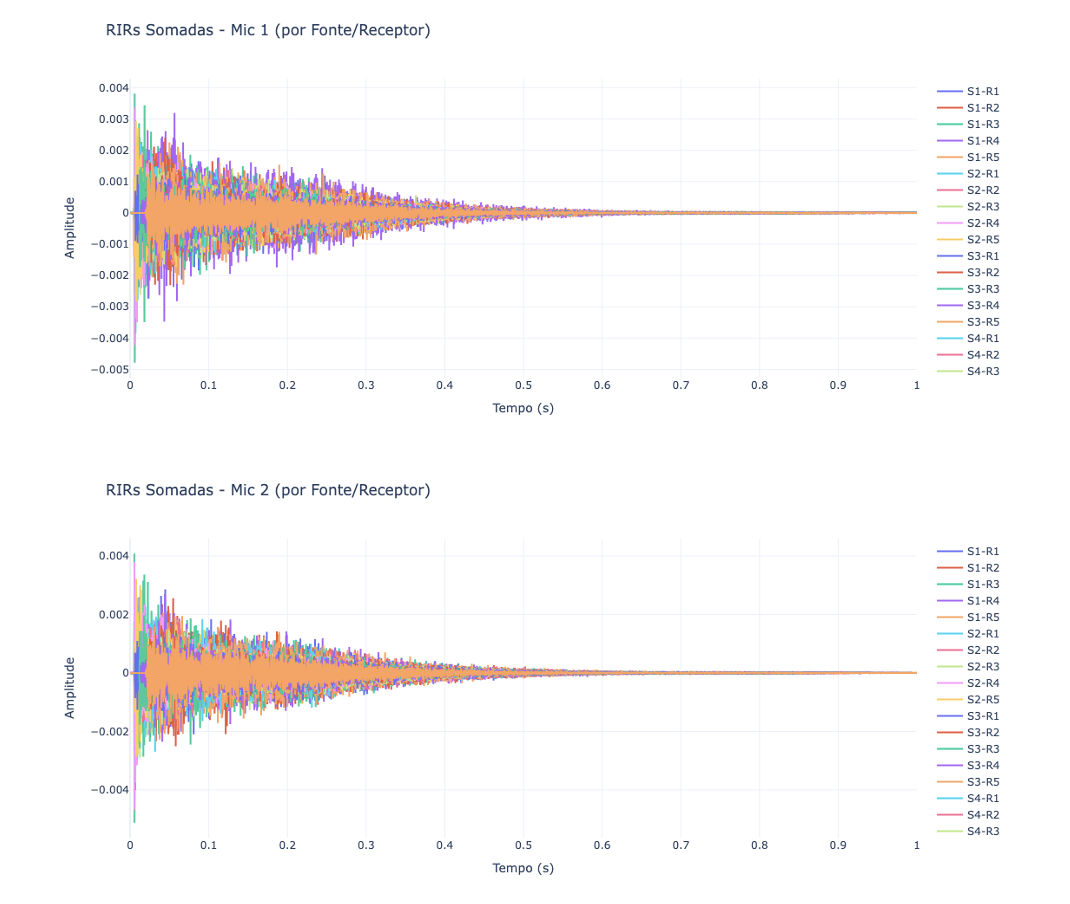 RIRs Somadas - Mic 1 (por Fonte/Receptor)
0.004
0.003
0.002
0.001
0
−0.001
−0.002
−0.003
−0.004
−0.005
Amplitude
0 0.1 0.2 0.3 0.4 0.5 0.6 0.7 0.8 0.9 1
Tempo (s)
S1-R1
S1-R2
S1-R3
S1-R4
S1-R5
S2-R1
S2-R2
S2-R3
S2-R4
S2-R5
S3-R1
S3-R2
S3-R3
S3-R4
S3-R5
S4-R1
S4-R2
S4-R3
RIRs Somadas - Mic 2 (por Fonte/Receptor)
0.004
0.002
0
−0.002
−0.004
Amplitude
0 0.1 0.2 0.3 0.4 0.5 0.6 0.7 0.8 0.9 1
Tempo (s)
S1-R1
S1-R2
S1-R3
S1-R4
S1-R5
S2-R1
S2-R2
S2-R3
S2-R4
S2-R5
S3-R1
S3-R2
S3-R3
S3-R4
S3-R5
S4-R1
S4-R2
S4-R3